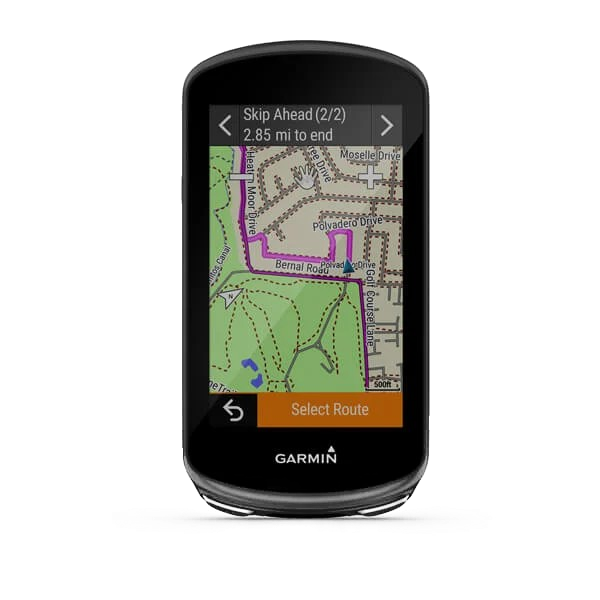 Skip Ahead (2/2)
2.85 mi to end
Moselle Drive
Heaton Moor Drive
Polvadero Drive
Polvadero Drive
Bernal Road
Golf Course Lane
Canal
N
500ft
Select Route
GARMIN